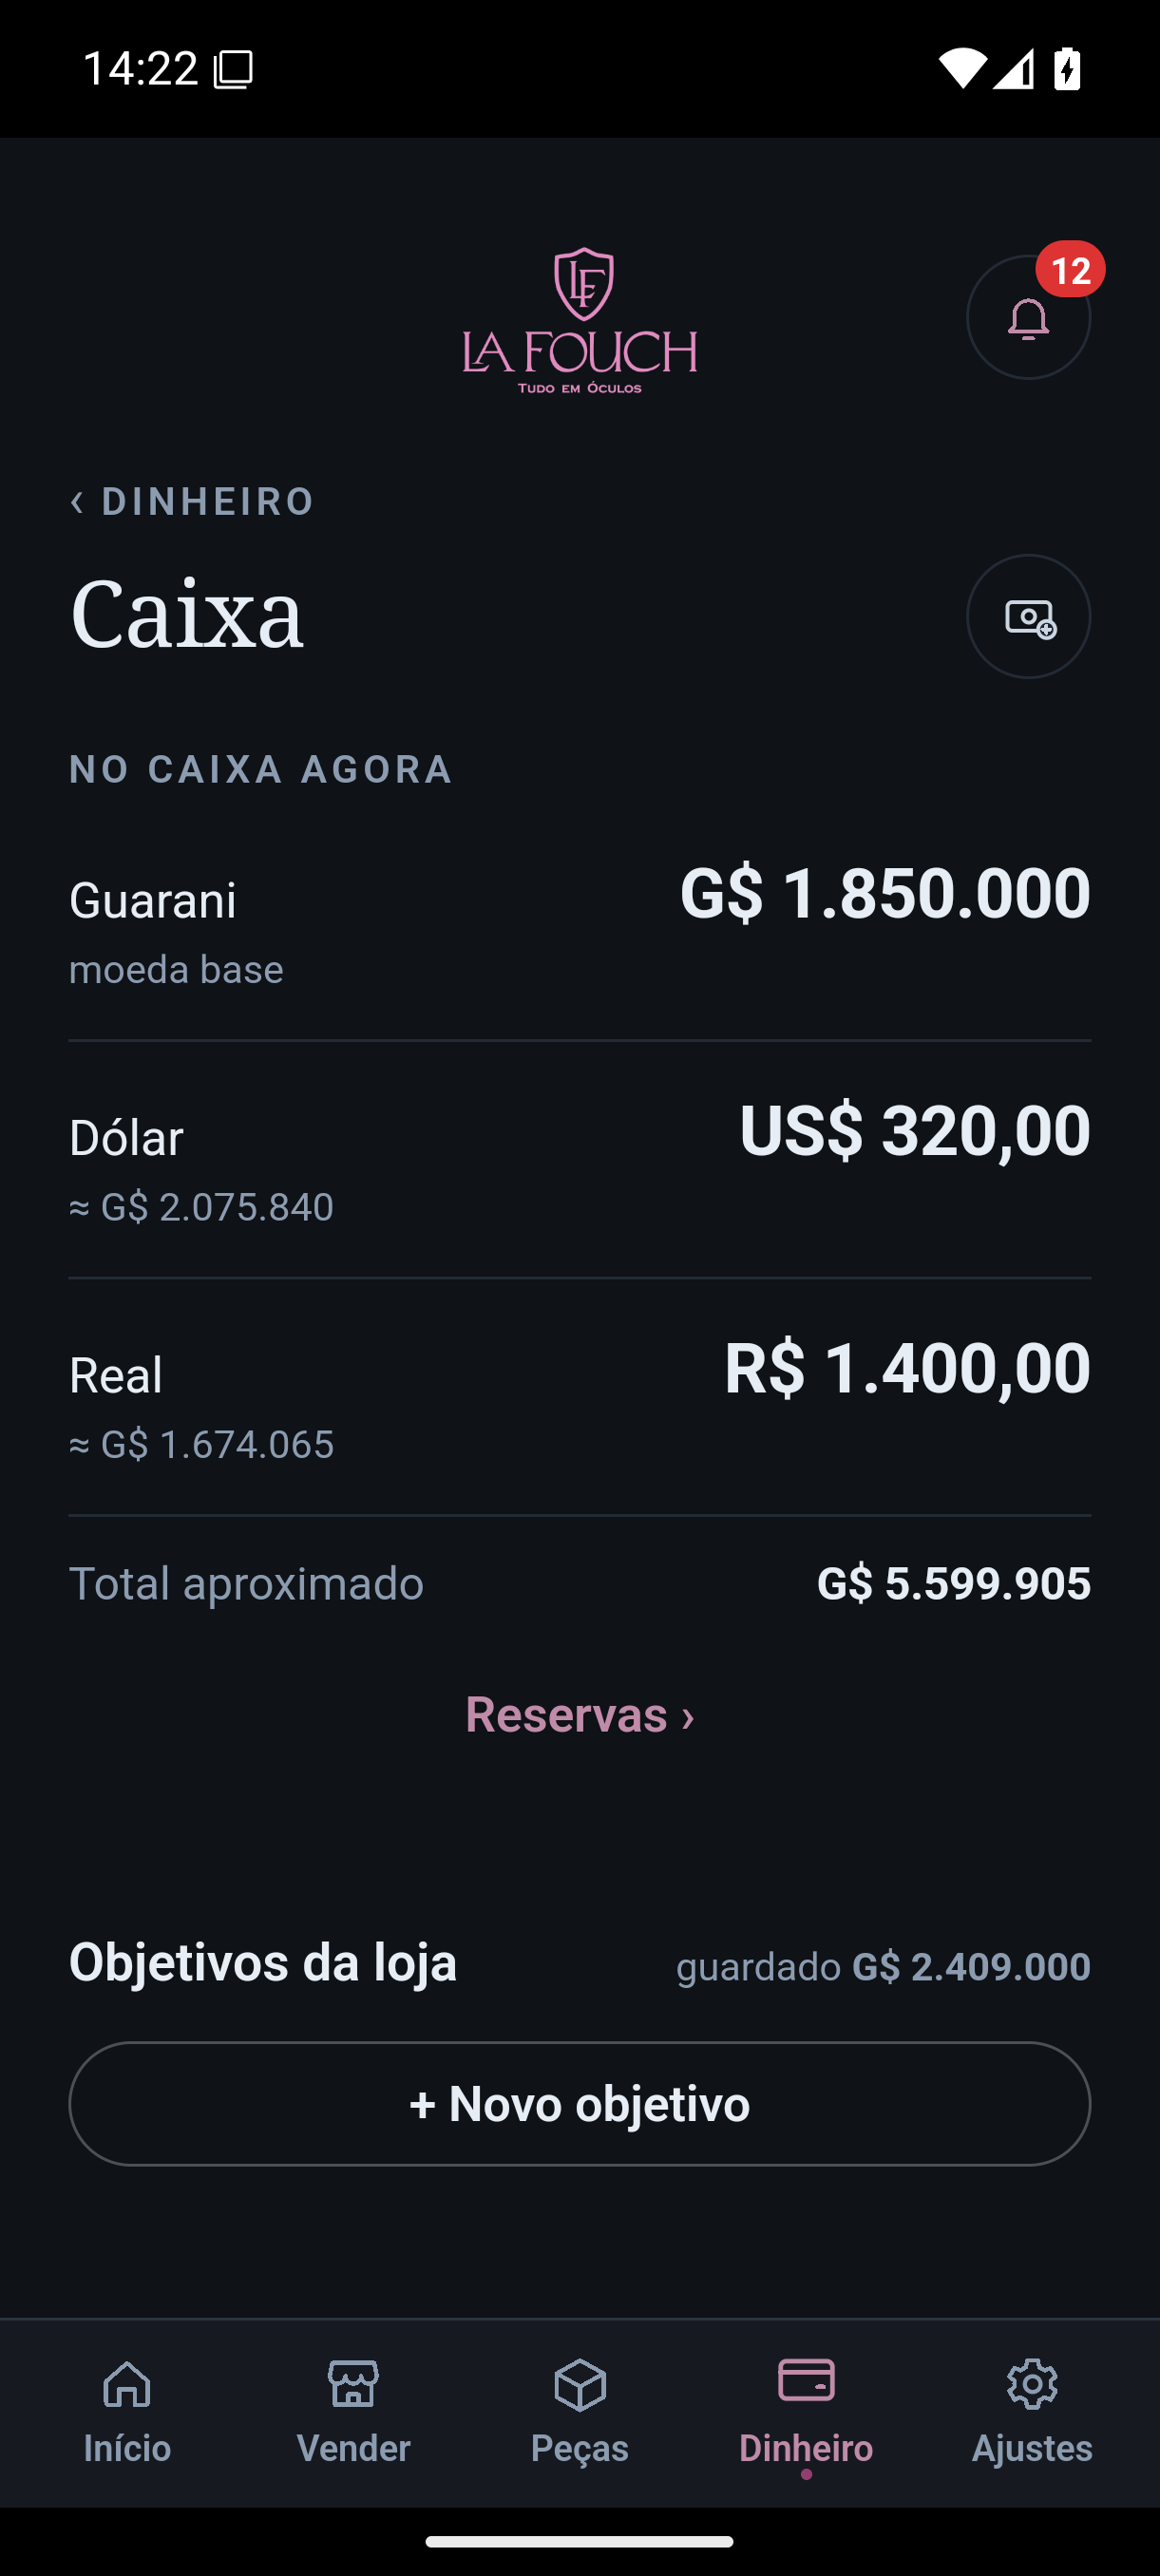 14:22
12
LF
LA FOUCH
TUDO EM ÓCULOS
‹ DINHEIRO
Caixa
NO CAIXA AGORA
Guarani
G$ 1.850.000
moeda base
Dólar
US$ 320,00
≈ G$ 2.075.840
Real
R$ 1.400,00
≈ G$ 1.674.065
Total aproximado
G$ 5.599.905
Reservas ›
Objetivos da loja
guardado G$ 2.409.000
+ Novo objetivo
Início
Vender
Peças
Dinheiro
Ajustes